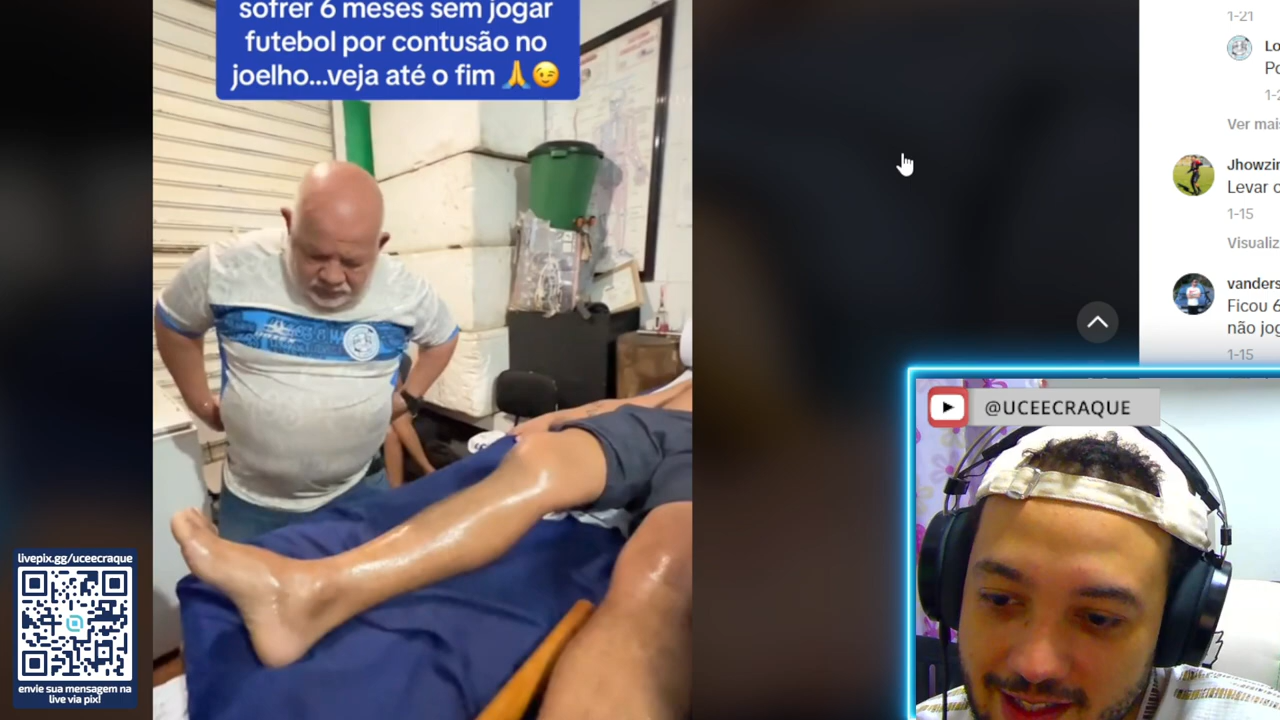 sofrer 6 meses sem jogar
futebol por contusão no
joelho...veja até o fim 🙏😉
1-21
Lo
Po
1-2
Ver mai
Jhowzin
Levar o
1-15
Visualiz
vanders
Ficou 6
não jog
1-15
@UCEECRAQUE
livepix.gg/uceecraque
envie sua mensagem na
live via pix!